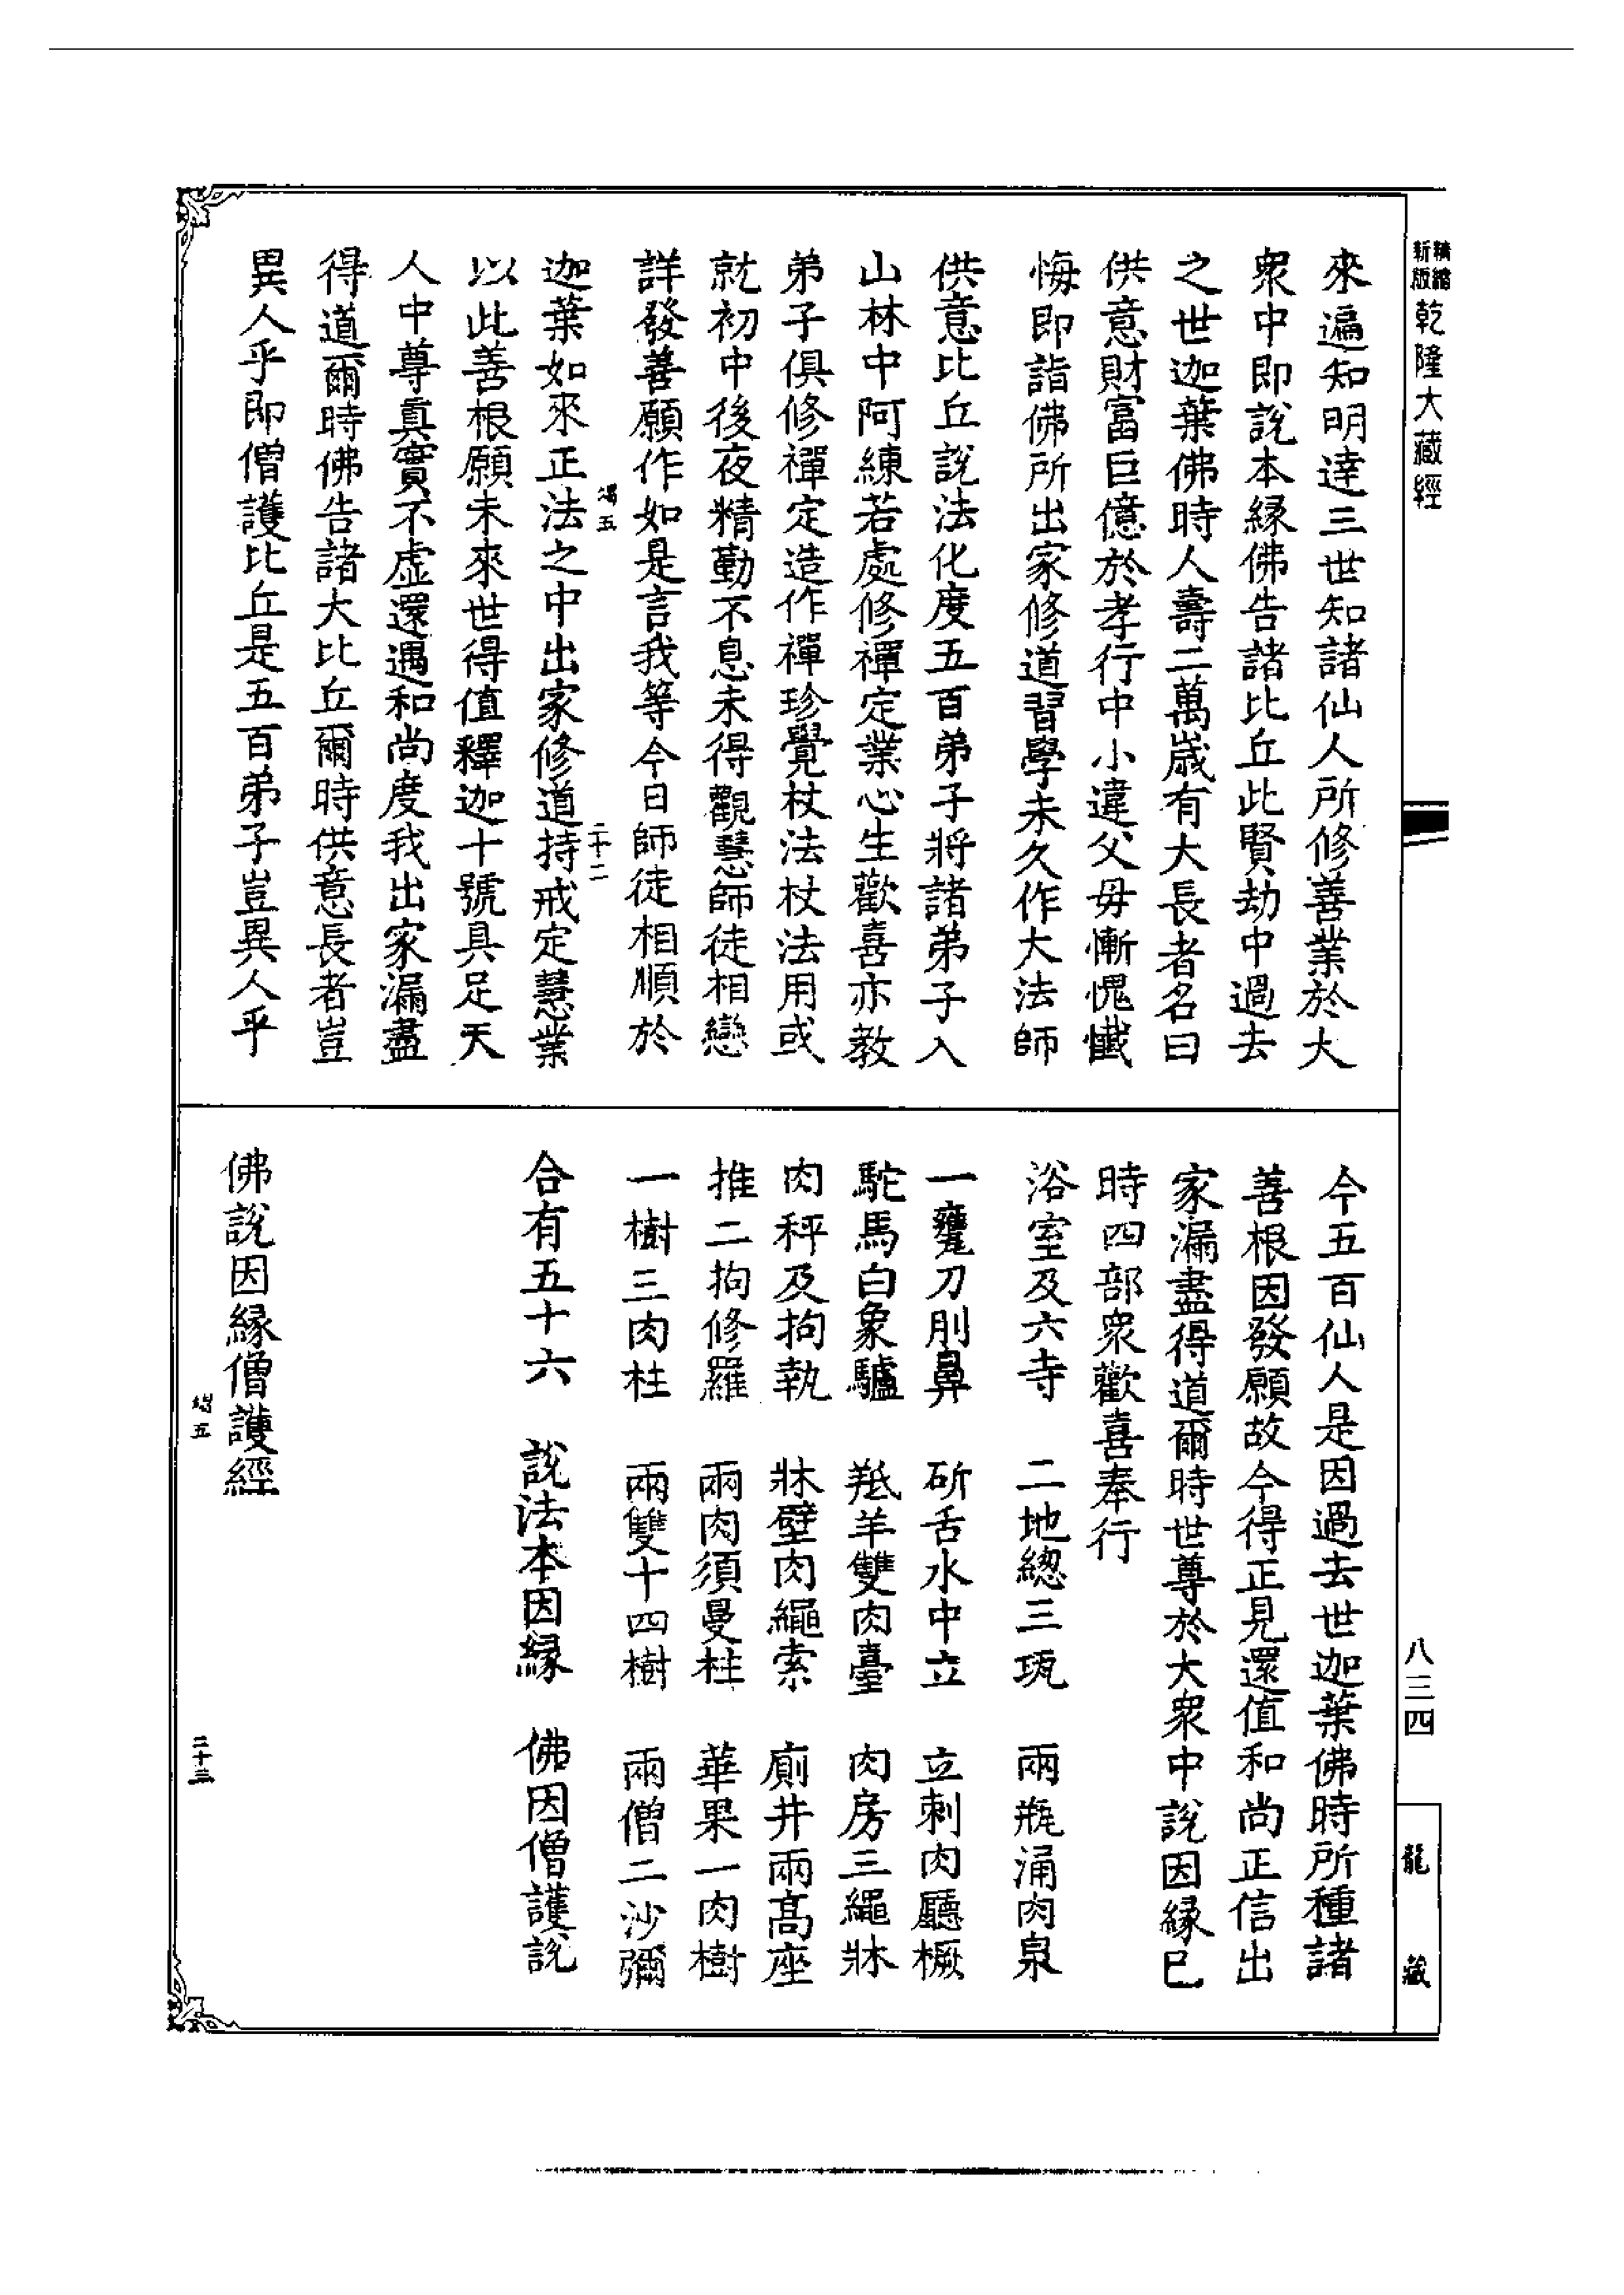 精縮新版乾隆大藏經
八三四
龍藏
來遍知明達三世知諸仙人所修善業於大
衆中即說本縁佛告諸比丘此賢劫中過去
之世迦葉佛時人壽二萬歲有大長者名曰
供意財富巨億於孝行中小違父母慚愧懺
悔即詣佛所出家修道習學未久作大法師
供意比丘說法化度五百弟子將諸弟子入
山林中阿練若處修禪定業心生歡喜亦教
弟子俱修禪定造作禪珍覺杖法杖法用或
就初中後夜精勤不息未得觀慧師徒相戀
詳發善願作如是言我等今日師徒相順於
五 二十二
迦葉如來正法之中出家修道持戒定慧業
以此善根願未來世得值釋迦十號具足天
人中尊真實不虛還遇和尚度我出家漏盡
得道爾時佛告諸大比丘爾時供意長者豈
異人乎即僧護比丘是五百弟子豈異人乎
今五百仙人是因過去世迦葉佛時所種諸
善根因發願故今得正見還值和尚正信出
家漏盡得道爾時世尊於大衆中說因縁已
時四部衆歡喜奉行
浴室及六寺 二地總三瓨 兩瓶涌肉泉
一甕刀刖鼻 斫舌水中立 立刺肉廳橛
駝馬白象驢 羝羊雙肉臺 肉房三繩牀
肉秤及拘執 牀壁肉繩索 廁井兩髙座
推二拘修羅 兩肉須曼柱 華果一肉樹
一樹三肉柱 兩雙十四樹 兩僧二沙彌
合有五十六 說法本因縁 佛因僧護說
佛說因縁僧護經
五 二十三